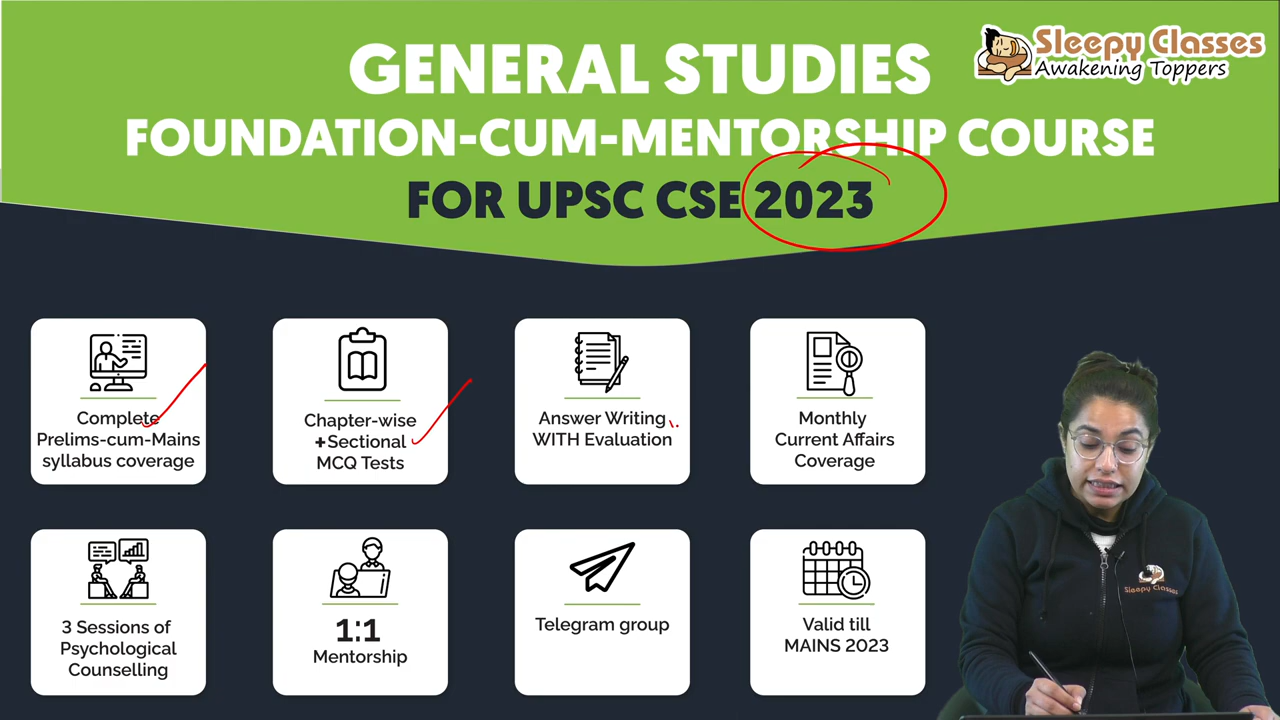 GENERAL STUDIES
Sleepy Classes
Awakening Toppers
FOUNDATION-CUM-MENTORSHIP COURSE
FOR UPSC CSE 2023
Complete
Prelims-cum-Mains
syllabus coverage
Chapter-wise
+Sectional
MCQ Tests
Answer Writing
WITH Evaluation
Monthly
Current Affairs
Coverage
3 Sessions of
Psychological
Counselling
1:1
Mentorship
Telegram group
Valid till
MAINS 2023
Sleepy Classes